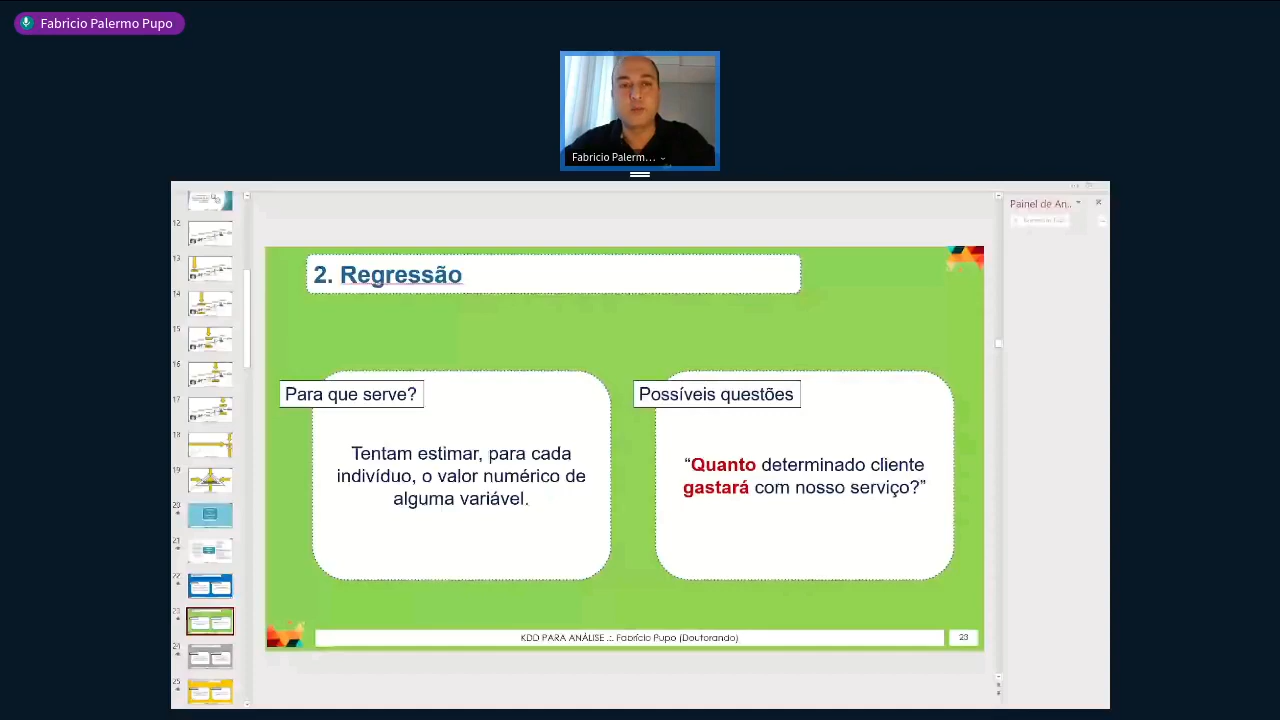 Fabricio Palermo Pupo
Fabricio Palerm...
Painel de An..
12
13
14
15
16
17
18
19
20
21
22
23
24
25
2. Regressão
Para que serve?
Possíveis questões
Tentam estimar, para cada
indivíduo, o valor numérico de
alguma variável.
“Quanto determinado cliente
gastará com nosso serviço?”
KDD PARA ANÁLISE .:. Fabrício Pupo (Doutorando)
23